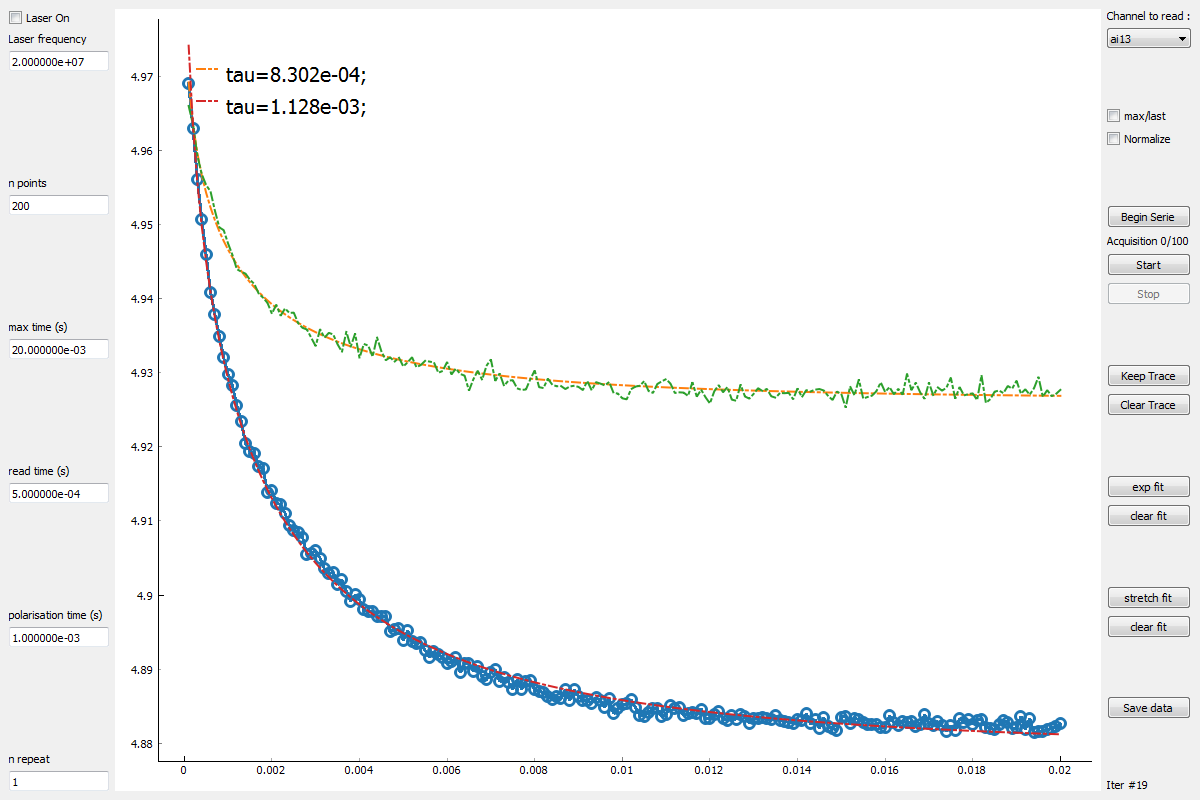 Laser On
Laser frequency
2.000000e+07
n points
200
max time (s)
20.000000e-03
read time (s)
5.000000e-04
polarisation time (s)
1.000000e-03
n repeat
1
tau=8.302e-04;
tau=1.128e-03;
4.97
4.96
4.95
4.94
4.93
4.92
4.91
4.9
4.89
4.88
0
0.002
0.004
0.006
0.008
0.01
0.012
0.014
0.016
0.018
0.02
Channel to read :
ai13
max/last
Normalize
Begin Serie
Acquisition 0/100
Start
Stop
Keep Trace
Clear Trace
exp fit
clear fit
stretch fit
clear fit
Save data
Iter #19